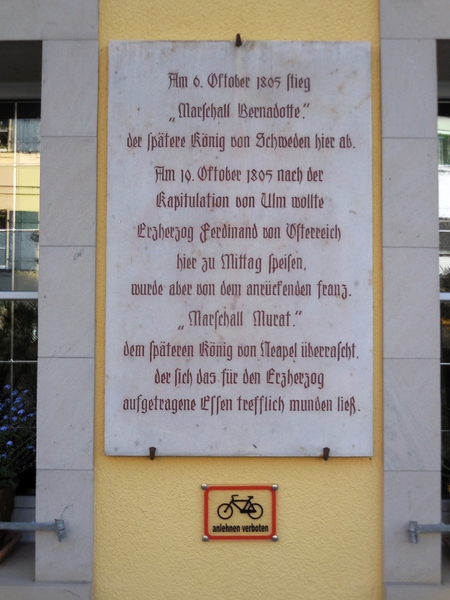 Am 6. Oktober 1805 stieg
„Marschall Bernadotte."
der spätere König von Schweden hier ab.
Am 19. Oktober 1805 nach der
Kapitulation von Ulm wollte
Erzherzog Ferdinand von Österreich
hier zu Mittag speisen,
wurde aber von dem anrückenden franz.
„Marschall Murat."
dem späteren König von Neapel überrascht,
der sich das für den Erzherzog
aufgetragene Essen trefflich munden ließ.
anlehnen verboten